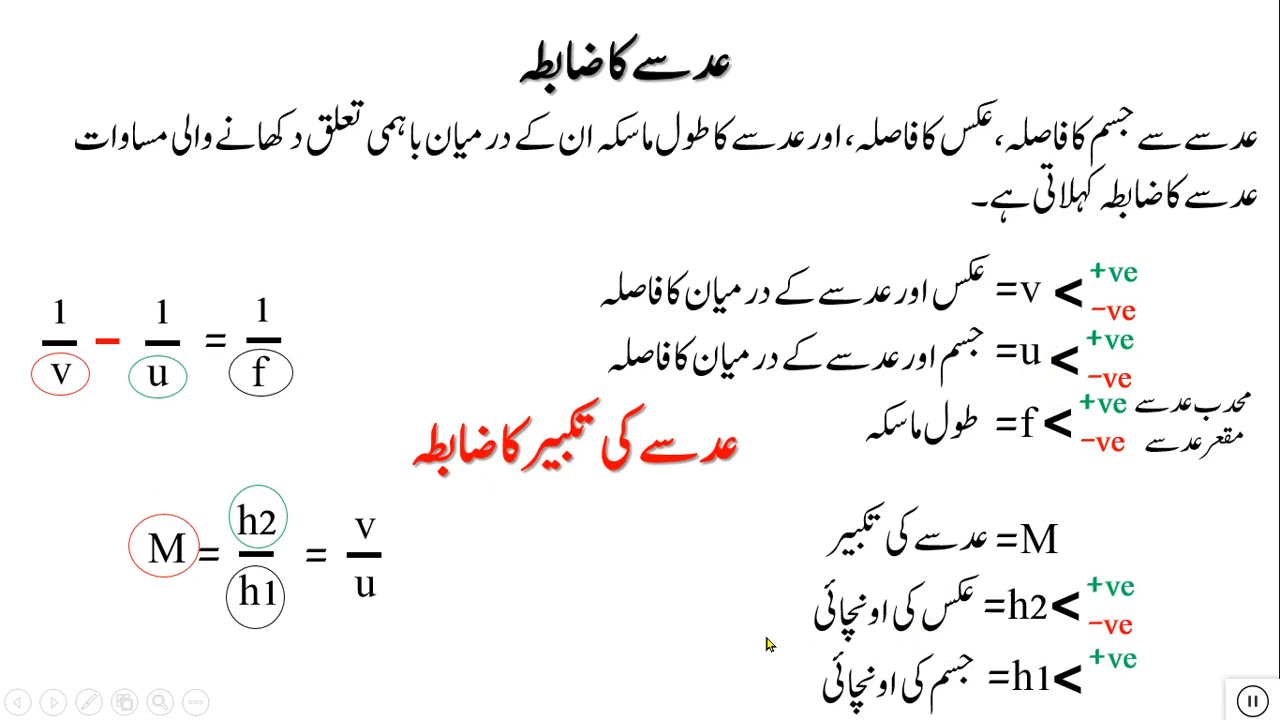 عدسے کا ضابطہ
عدسے سے جسم کا فاصلہ، عکس کا فاصلہ، اور عدسے کا طول ماسکہ ان کے درمیان باہمی تعلق دکھانے والی مساوات
عدسے کا ضابطہ کہلاتی ہے۔
1/v − 1/u = 1/f
+ve
v= عکس اور عدسے کے درمیان کا فاصلہ <
−ve
+ve
u= جسم اور عدسے کے درمیان کا فاصلہ <
−ve
+ve محدب عدسے
f= طول ماسکہ <
−ve مقعر عدسے
عدسے کی تکبیر کا ضابطہ
M = h2/h1 = v/u
M= عدسے کی تکبیر
+ve
h2= عکس کی اونچائی <
−ve
+ve
h1= جسم کی اونچائی <